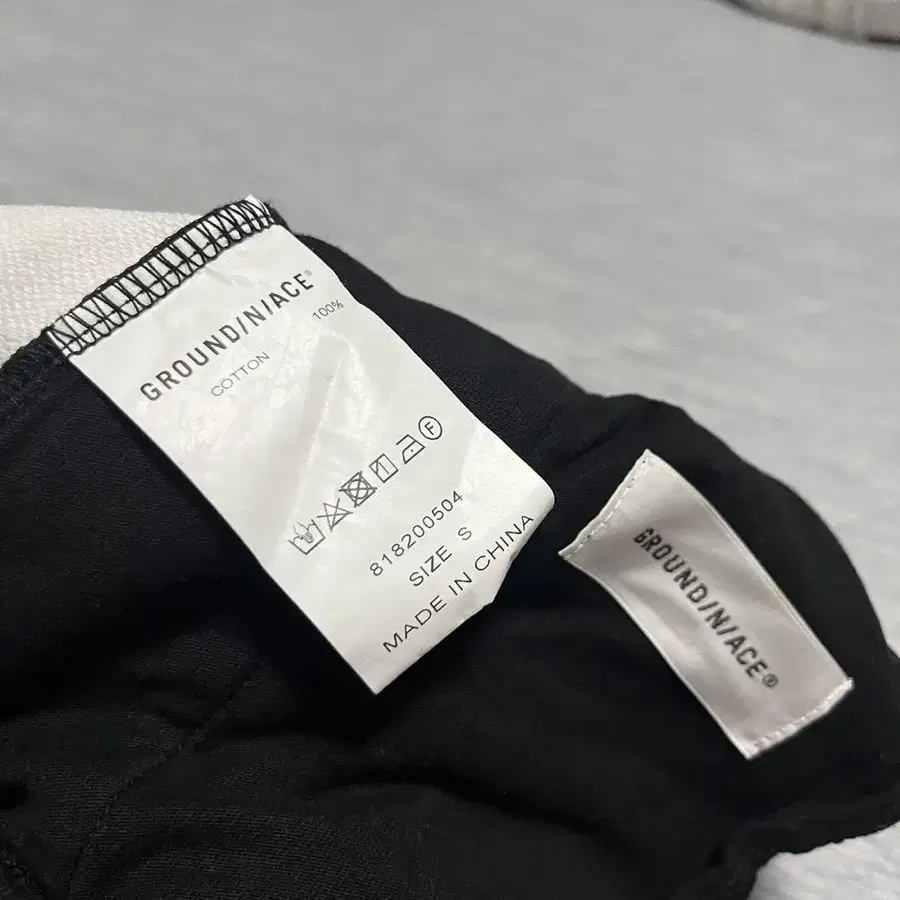 GROUND/N/ACE®
COTTON 100%
F
818200504
SIZE S
MADE IN CHINA
GROUND/N/ACE®